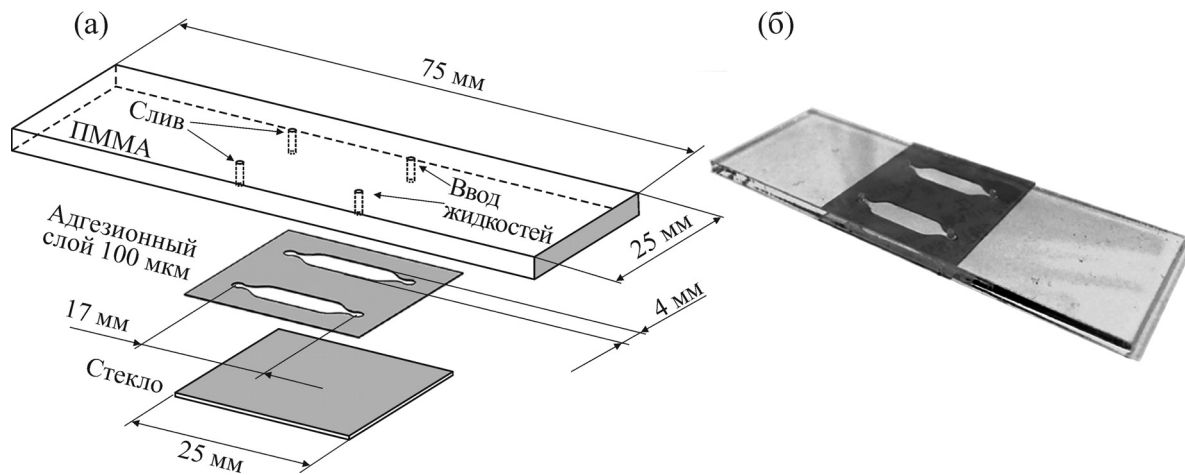 (а)
(б)
75 мм
Слив
ПММА
Ввод
жидкостей
25 мм
Адгезионный
слой 100 мкм
4 мм
17 мм
Стекло
25 мм